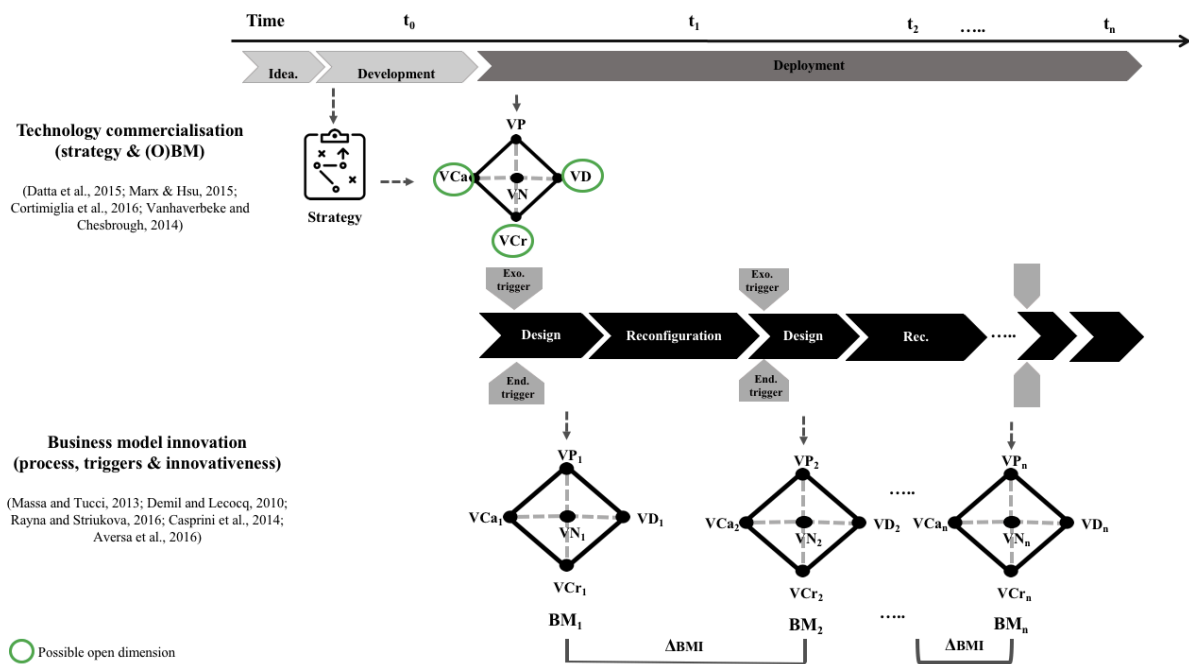 Time
t0
t1
t2
.....
tn
Idea.
Development
Deployment
Technology commercialisation
(strategy & (O)BM)
(Datta et al., 2015; Marx & Hsu, 2015;
Cortimiglia et al., 2016; Vanhaverbeke and
Chesbrough, 2014)
Strategy
VP
VCa
VD
VN
VCr
Exo.
trigger
Exo.
trigger
Design
Reconfiguration
Design
Rec.
.....
End.
trigger
End.
trigger
Business model innovation
(process, triggers & innovativeness)
(Massa and Tucci, 2013; Demil and Lecocq, 2010;
Rayna and Striukova, 2016; Casprini et al., 2014;
Aversa et al., 2016)
VP1
VCa1
VD1
VN1
VCr1
BM1
VP2
VCa2
VD2
VN2
VCr2
BM2
.....
.....
VPn
VCan
VDn
VNn
VCrn
BMn
ΔBMI
ΔBMI
Possible open dimension